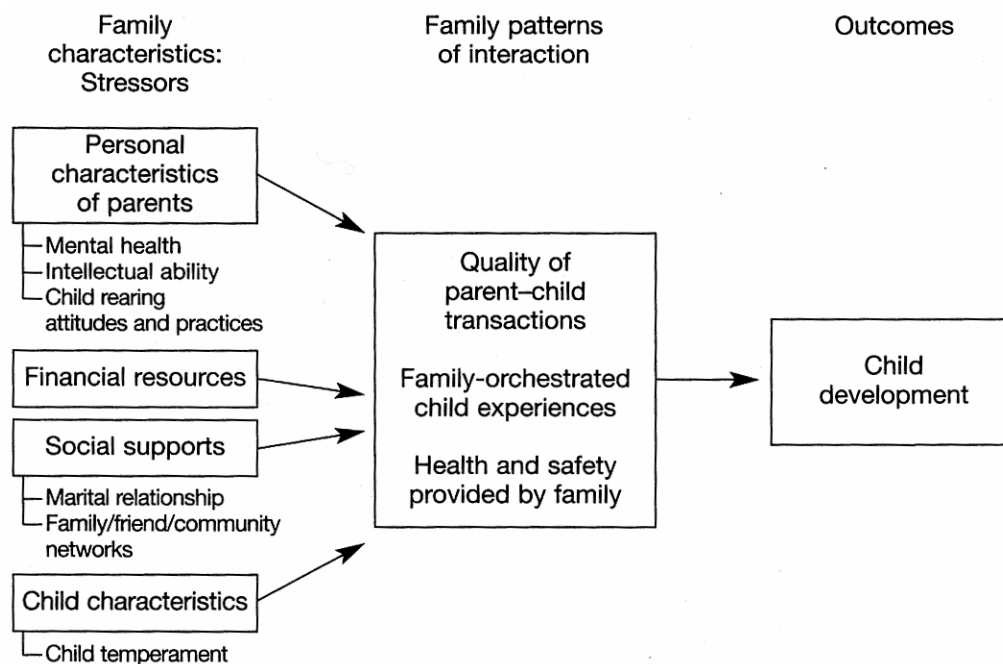 Family
characteristics:
Stressors
Family patterns
of interaction
Outcomes
Personal
characteristics
of parents
Mental health
Intellectual ability
Child rearing
attitudes and practices
Financial resources
Social supports
Marital relationship
Family/friend/community
networks
Child characteristics
Child temperament
Quality of
parent–child
transactions
Family-orchestrated
child experiences
Health and safety
provided by family
Child
development